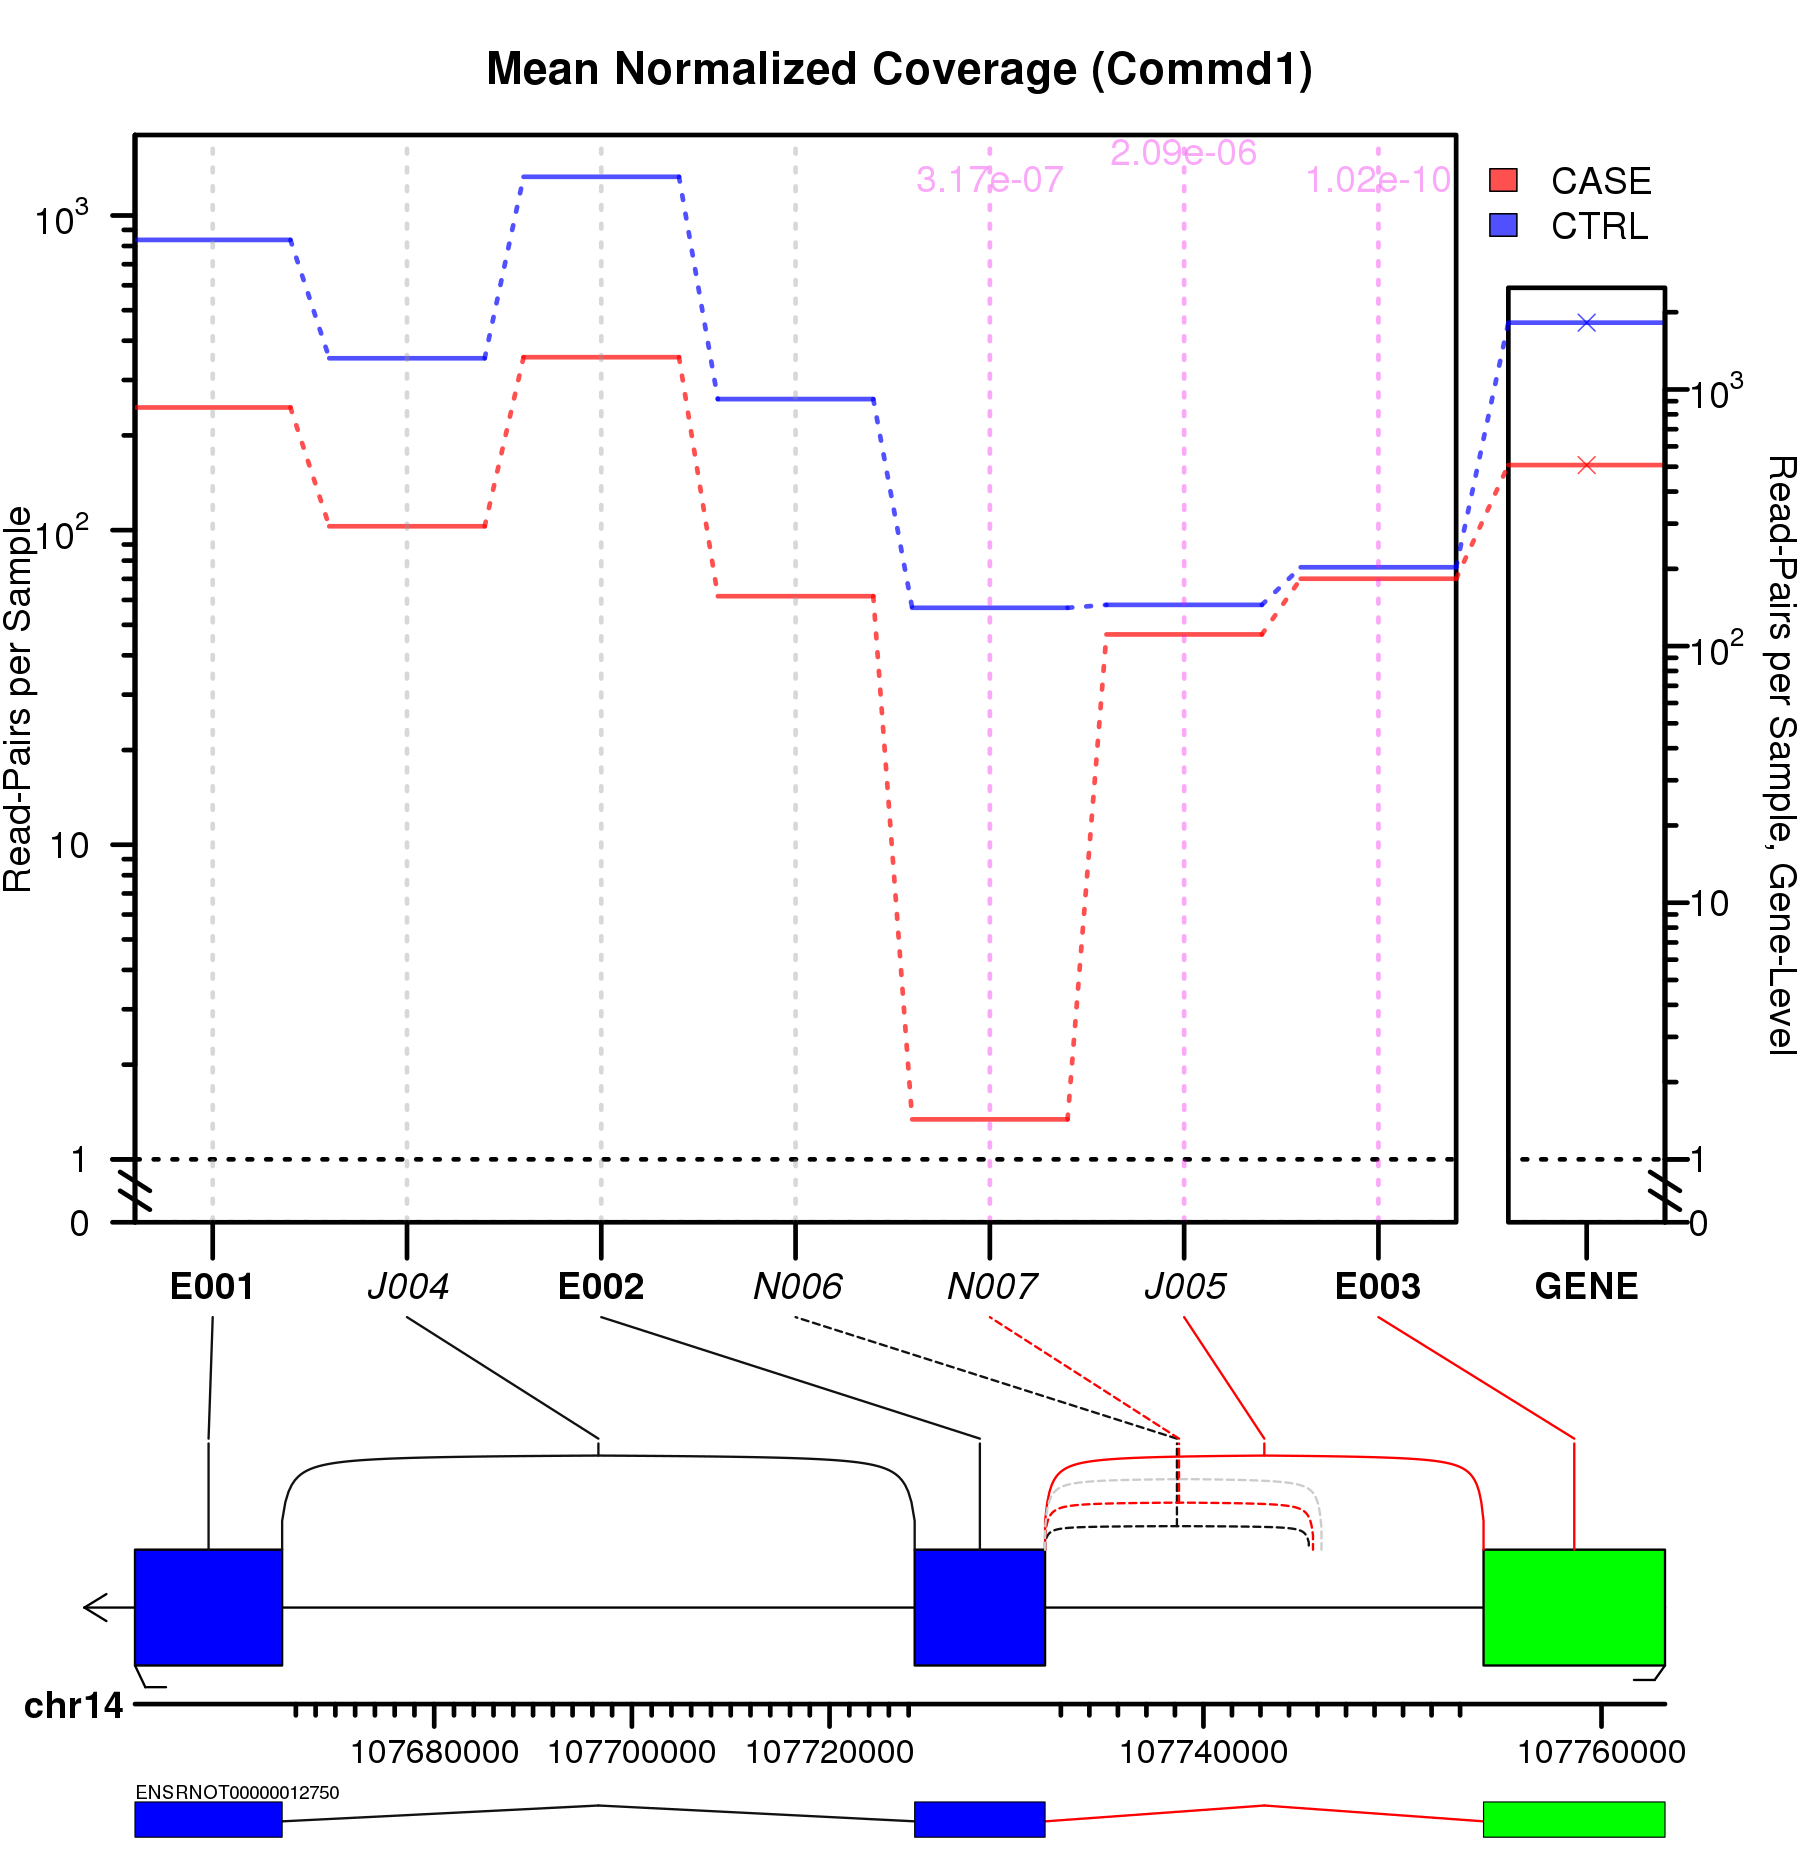 Mean Normalized Coverage (Commd1)
3.17e-07
2.09e-06
1.02e-10
CASE
CTRL
Read-Pairs per Sample
10³
10²
10
1
0
10³
10²
10
1
0
Read-Pairs per Sample, Gene-Level
E001 J004 E002 N006 N007 J005 E003 GENE
chr14
107680000 107700000 107720000 107740000 107760000
ENSRNOT00000012750